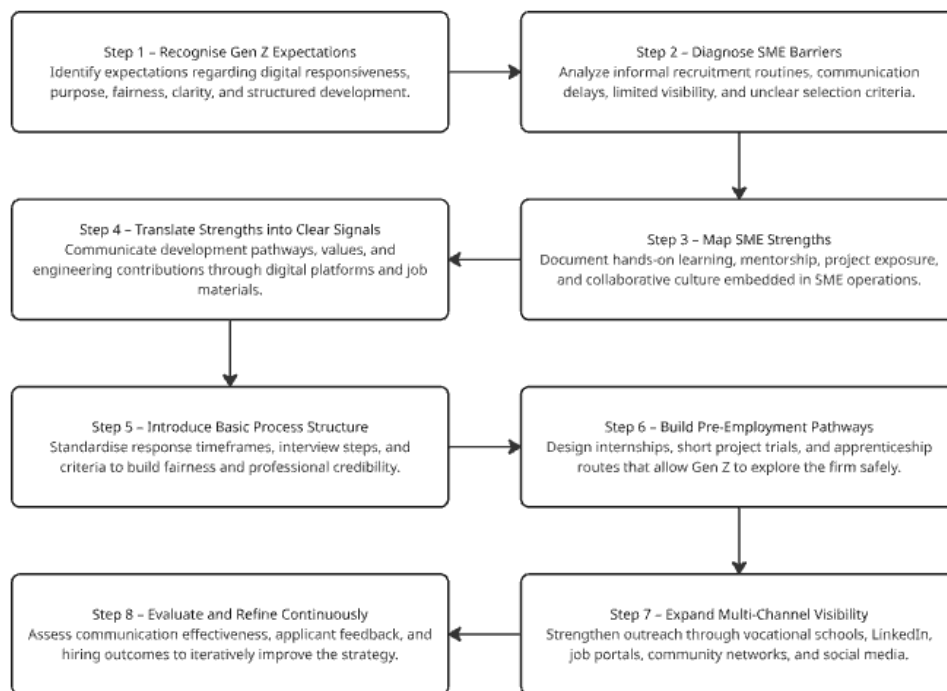 Step 1 – Recognise Gen Z Expectations
Identify expectations regarding digital responsiveness,
purpose, fairness, clarity, and structured development.
Step 2 – Diagnose SME Barriers
Analyze informal recruitment routines, communication
delays, limited visibility, and unclear selection criteria.
Step 3 – Map SME Strengths
Document hands-on learning, mentorship, project exposure,
and collaborative culture embedded in SME operations.
Step 4 – Translate Strengths into Clear Signals
Communicate development pathways, values, and
engineering contributions through digital platforms and job
materials.
Step 5 – Introduce Basic Process Structure
Standardise response timeframes, interview steps, and
criteria to build fairness and professional credibility.
Step 6 – Build Pre-Employment Pathways
Design internships, short project trials, and apprenticeship
routes that allow Gen Z to explore the firm safely.
Step 7 – Expand Multi-Channel Visibility
Strengthen outreach through vocational schools, LinkedIn,
job portals, community networks, and social media.
Step 8 – Evaluate and Refine Continuously
Assess communication effectiveness, applicant feedback, and
hiring outcomes to iteratively improve the strategy.